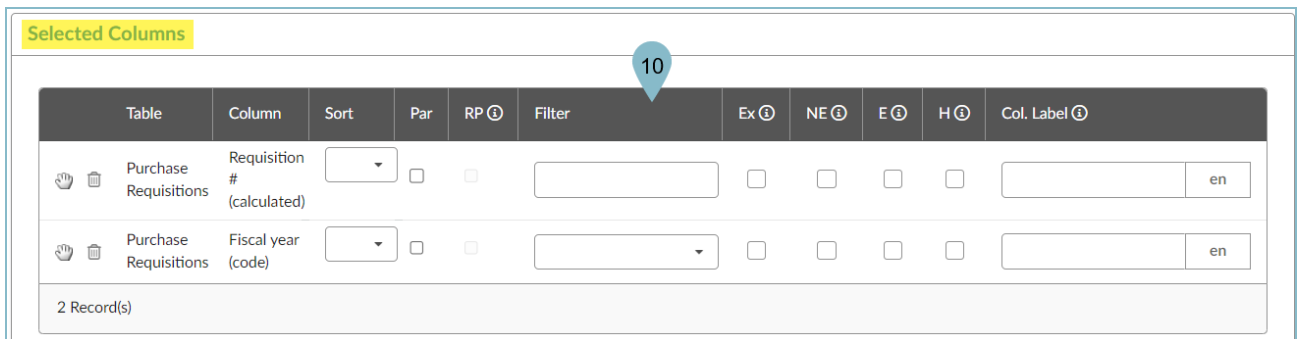 Selected Columns
10
Table Column Sort Par RP Filter Ex NE E H Col. Label
Purchase Requisitions Requisition # (calculated) en
Purchase Requisitions Fiscal year (code) en
2 Record(s)